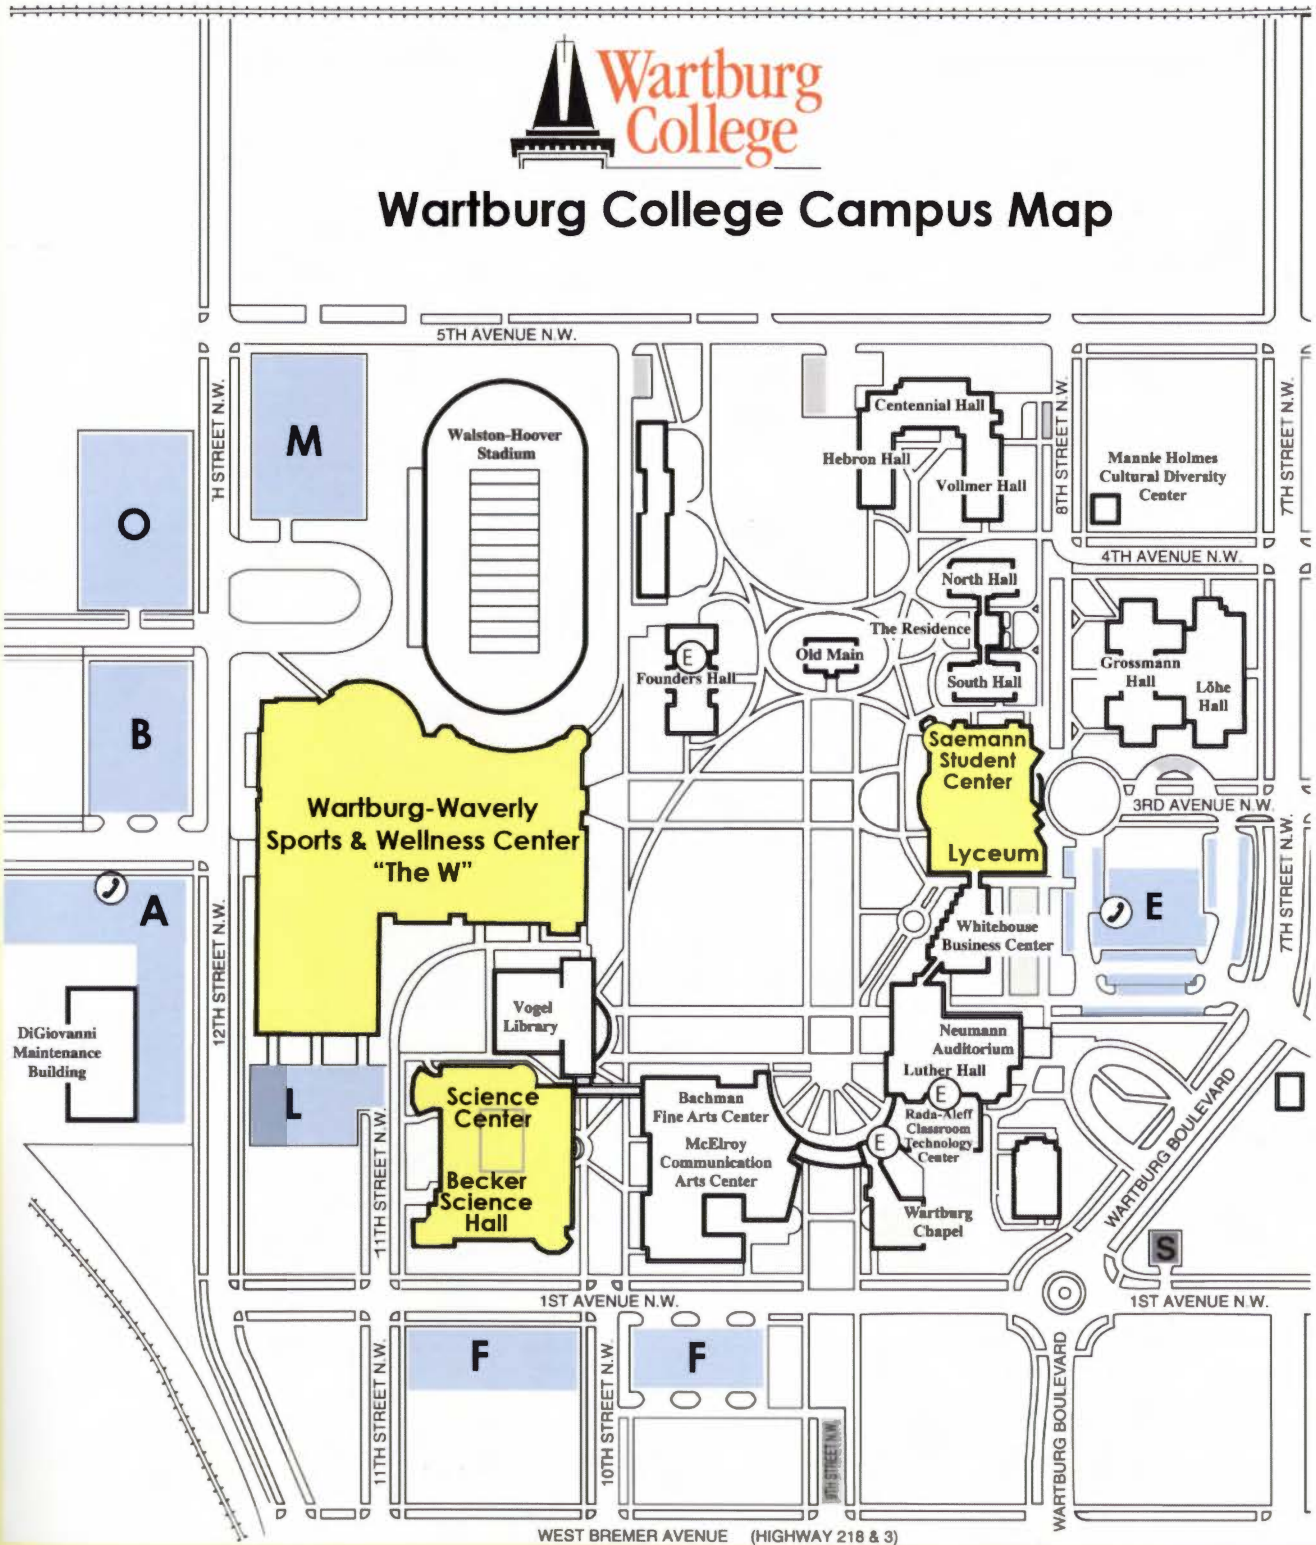 Wartburg
College
Wartburg College Campus Map
5TH AVENUE N.W.
H STREET N.W.
M
Walston-Hoover
Stadium
Centennial Hall
Hebron Hall
Vollmer Hall
8TH STREET N.W.
Mannie Holmes
Cultural Diversity
Center
7TH STREET N.W.
O
4TH AVENUE N.W.
North Hall
The Residence
South Hall
Old Main
E
Founders Hall
Grossmann
Hall
Löhe
Hall
B
Saemann
Student
Center
Lyceum
3RD AVENUE N.W.
Wartburg-Waverly
Sports & Wellness Center
“The W”
7TH STREET N.W.
A
E
12TH STREET N.W.
Whitehouse
Business Center
Vogel
Library
DiGiovanni
Maintenance
Building
Neumann
Auditorium
Luther Hall
E
L
Science
Center
Bachman
Fine Arts Center
McElroy
Communication
Arts Center
Rada-Aleff
Classroom
Technology
Center
E
11TH STREET N.W.
Becker
Science
Hall
Wartburg
Chapel
WARTBURG BOULEVARD
S
1ST AVENUE N.W.
1ST AVENUE N.W.
F
F
11TH STREET N.W.
10TH STREET N.W.
9TH STREET N.W.
WARTBURG BOULEVARD
WEST BREMER AVENUE (HIGHWAY 218 & 3)